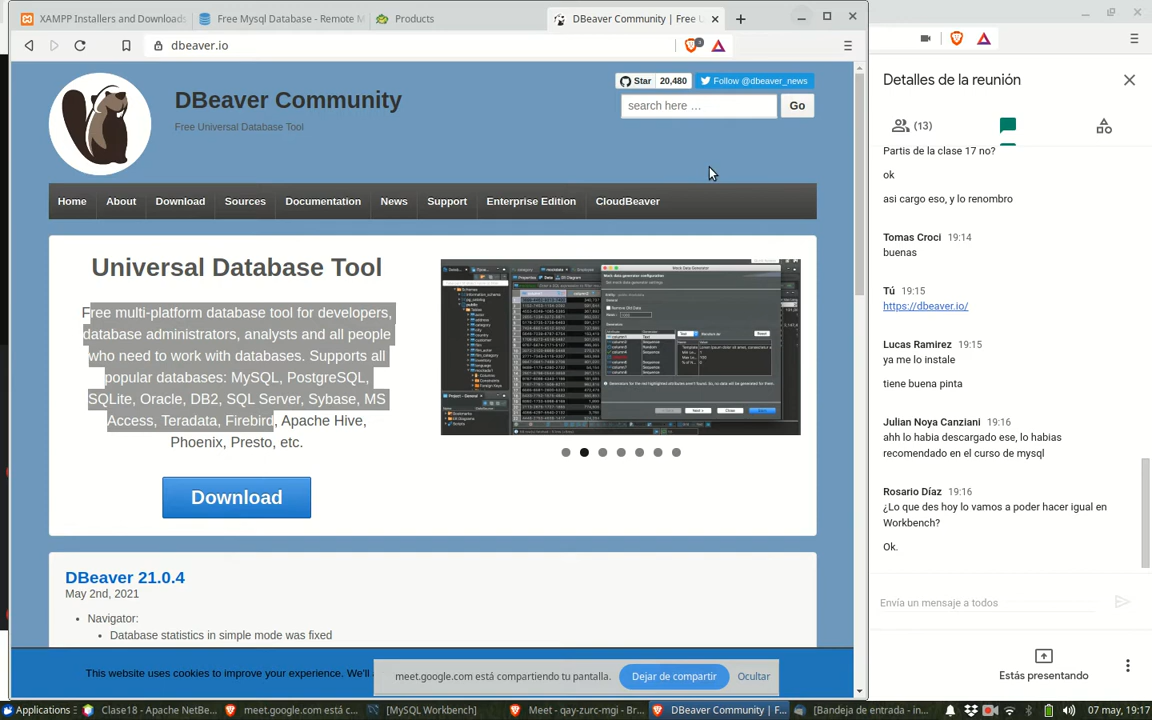 XAMPP Installers and Downloads
Free Mysql Database - Remote M
Products
DBeaver Community | Free
dbeaver.io
DBeaver Community
Free Universal Database Tool
Star 20,480
Follow @dbeaver_news
search here …
Go
Home About Download Sources Documentation News Support Enterprise Edition CloudBeaver
Universal Database Tool
Free multi-platform database tool for developers,
database administrators, analysts and all people
who need to work with databases. Supports all
popular databases: MySQL, PostgreSQL,
SQLite, Oracle, DB2, SQL Server, Sybase, MS
Access, Teradata, Firebird, Apache Hive,
Phoenix, Presto, etc.
Download
DBeaver 21.0.4
May 2nd, 2021
Navigator:
Database statistics in simple mode was fixed
This website uses cookies to improve your experience. We'll
meet.google.com está compartiendo tu pantalla.
Dejar de compartir
Ocultar
Detalles de la reunión
(13)
Partis de la clase 17 no?
ok
asi cargo eso, y lo renombro
Tomas Croci 19:14
buenas
Tú 19:15
https://dbeaver.io/
Lucas Ramirez 19:15
ya me lo instale
tiene buena pinta
Julian Noya Canziani 19:16
ahh lo habia descargado ese, lo habias
recomendado en el curso de mysql
Rosario Díaz 19:16
¿Lo que des hoy lo vamos a poder hacer igual en
Workbench?
Ok.
Envía un mensaje a todos
Estás presentando
Applications
Clase18 - Apache NetBe...
meet.google.com está c...
[MySQL Workbench]
Meet - qay-zurc-mgi - Br...
DBeaver Community | F...
[Bandeja de entrada - in...
07 may, 19:17